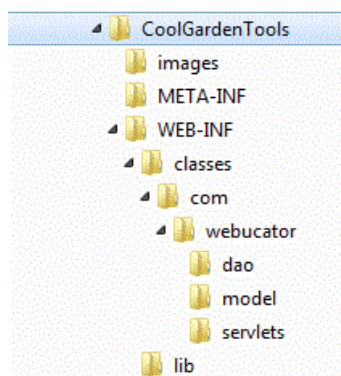 CoolGardenTools
images
META-INF
WEB-INF
classes
com
webucator
dao
model
servlets
lib